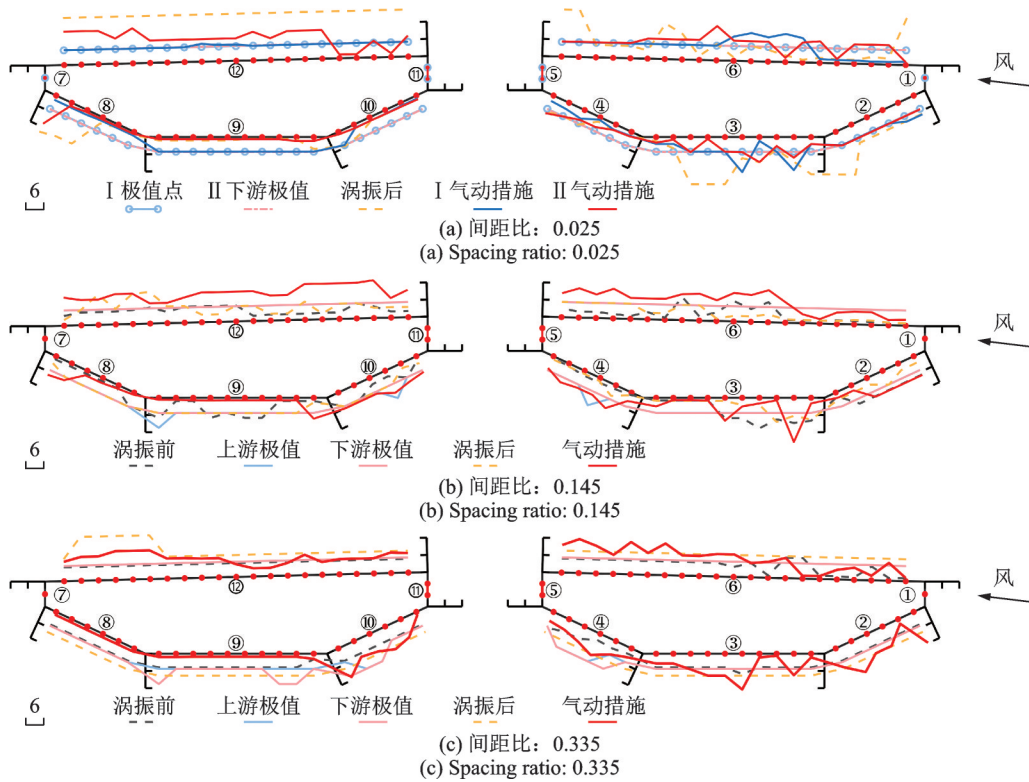 ⑦ ⑫ ⑪ ⑤ ⑥ ① 风
⑧ ⑨ ⑩ ④ ③ ②
6 Ⅰ极值点 Ⅱ下游极值 涡振后 Ⅰ气动措施 Ⅱ气动措施
(a) 间距比：0.025
(a) Spacing ratio: 0.025
⑦ ⑫ ⑪ ⑤ ⑥ ① 风
⑧ ⑨ ⑩ ④ ③ ②
6 涡振前 上游极值 下游极值 涡振后 气动措施
(b) 间距比：0.145
(b) Spacing ratio: 0.145
⑦ ⑫ ⑪ ⑤ ⑥ ① 风
⑧ ⑨ ⑩ ④ ③ ②
6 涡振前 上游极值 下游极值 涡振后 气动措施
(c) 间距比：0.335
(c) Spacing ratio: 0.335